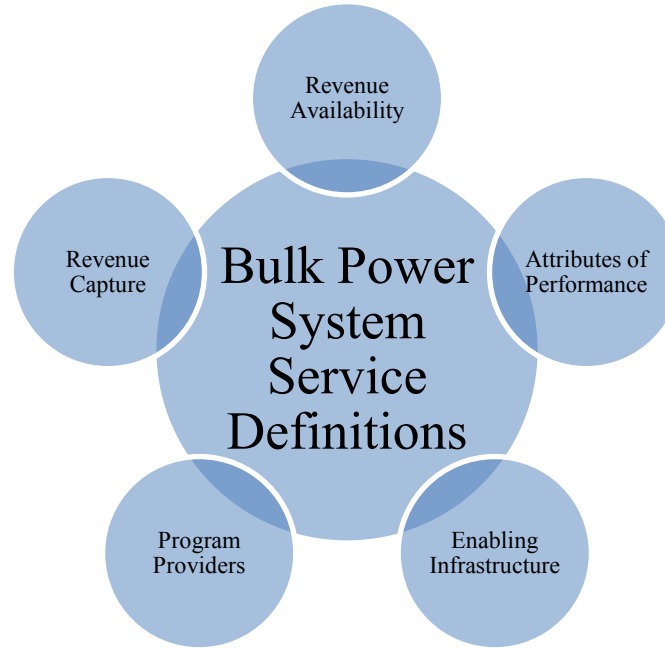 Revenue
Availability
Revenue
Capture
Bulk Power
System
Service
Definitions
Attributes of
Performance
Program
Providers
Enabling
Infrastructure